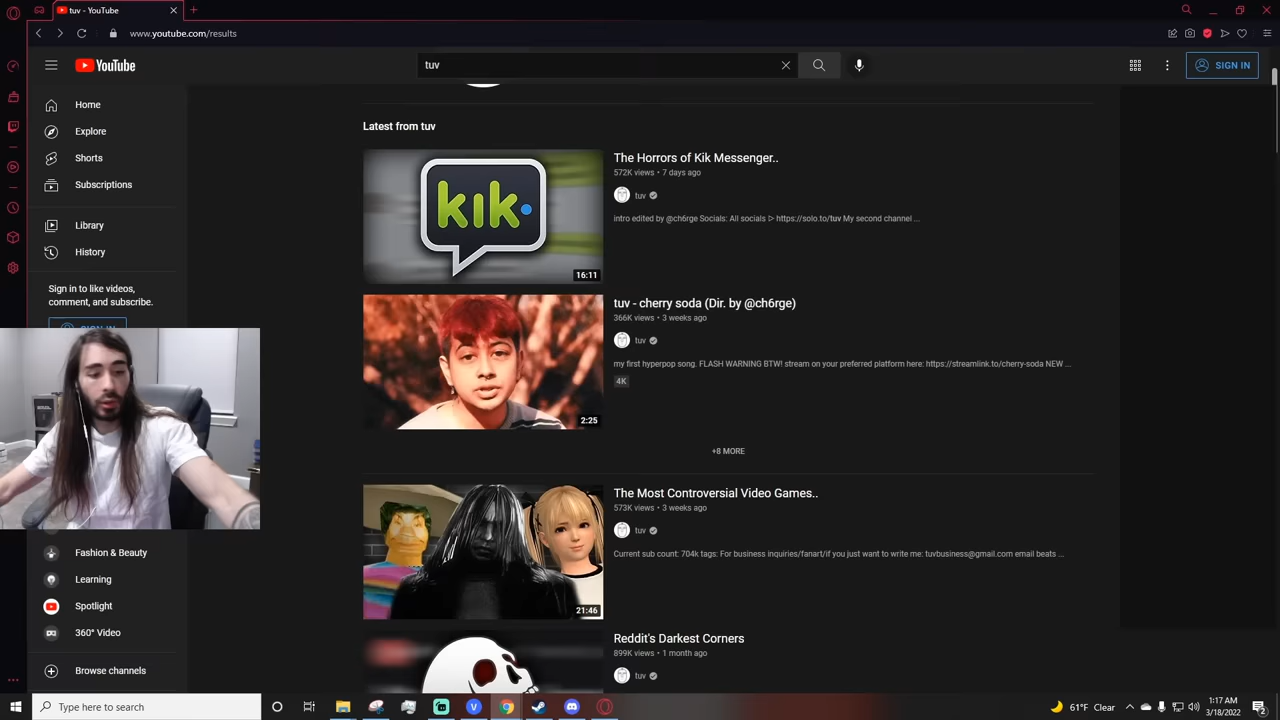 tuv - YouTube
www.youtube.com/results
YouTube
tuv
SIGN IN
Home
Explore
Shorts
Subscriptions
Library
History
Sign in to like videos,
comment, and subscribe.
Fashion & Beauty
Learning
Spotlight
360° Video
Browse channels
Latest from tuv
kik
16:11
The Horrors of Kik Messenger..
572K views • 7 days ago
tuv
intro edited by @ch6rge Socials: All socials ▷ https://solo.to/tuv My second channel ...
2:25
tuv - cherry soda (Dir. by @ch6rge)
366K views • 3 weeks ago
tuv
my first hyperpop song. FLASH WARNING BTW! stream on your preferred platform here: https://streamlink.to/cherry-soda NEW ...
4K
+8 MORE
21:46
The Most Controversial Video Games..
573K views • 3 weeks ago
tuv
Current sub count: 704k tags: For business inquiries/fanart/if you just want to write me: tuvbusiness@gmail.com email beats ...
Reddit's Darkest Corners
899K views • 1 month ago
tuv
Type here to search
61°F Clear
1:17 AM
3/18/2022